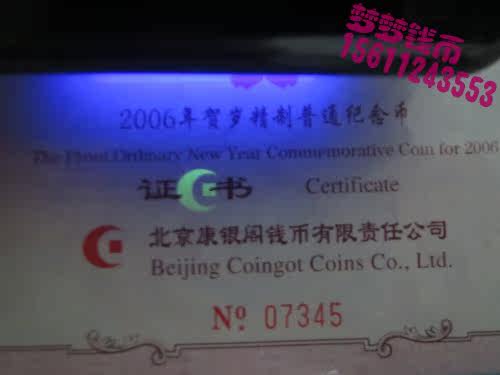 梦梦钱币
15611243553
2006年贺岁精制普通纪念币
The Proof Ordinary New Year Commemorative Coin for 2006
证书 Certificate
北京康银阁钱币有限责任公司
Beijing Coingot Coins Co., Ltd.
Nº 07345